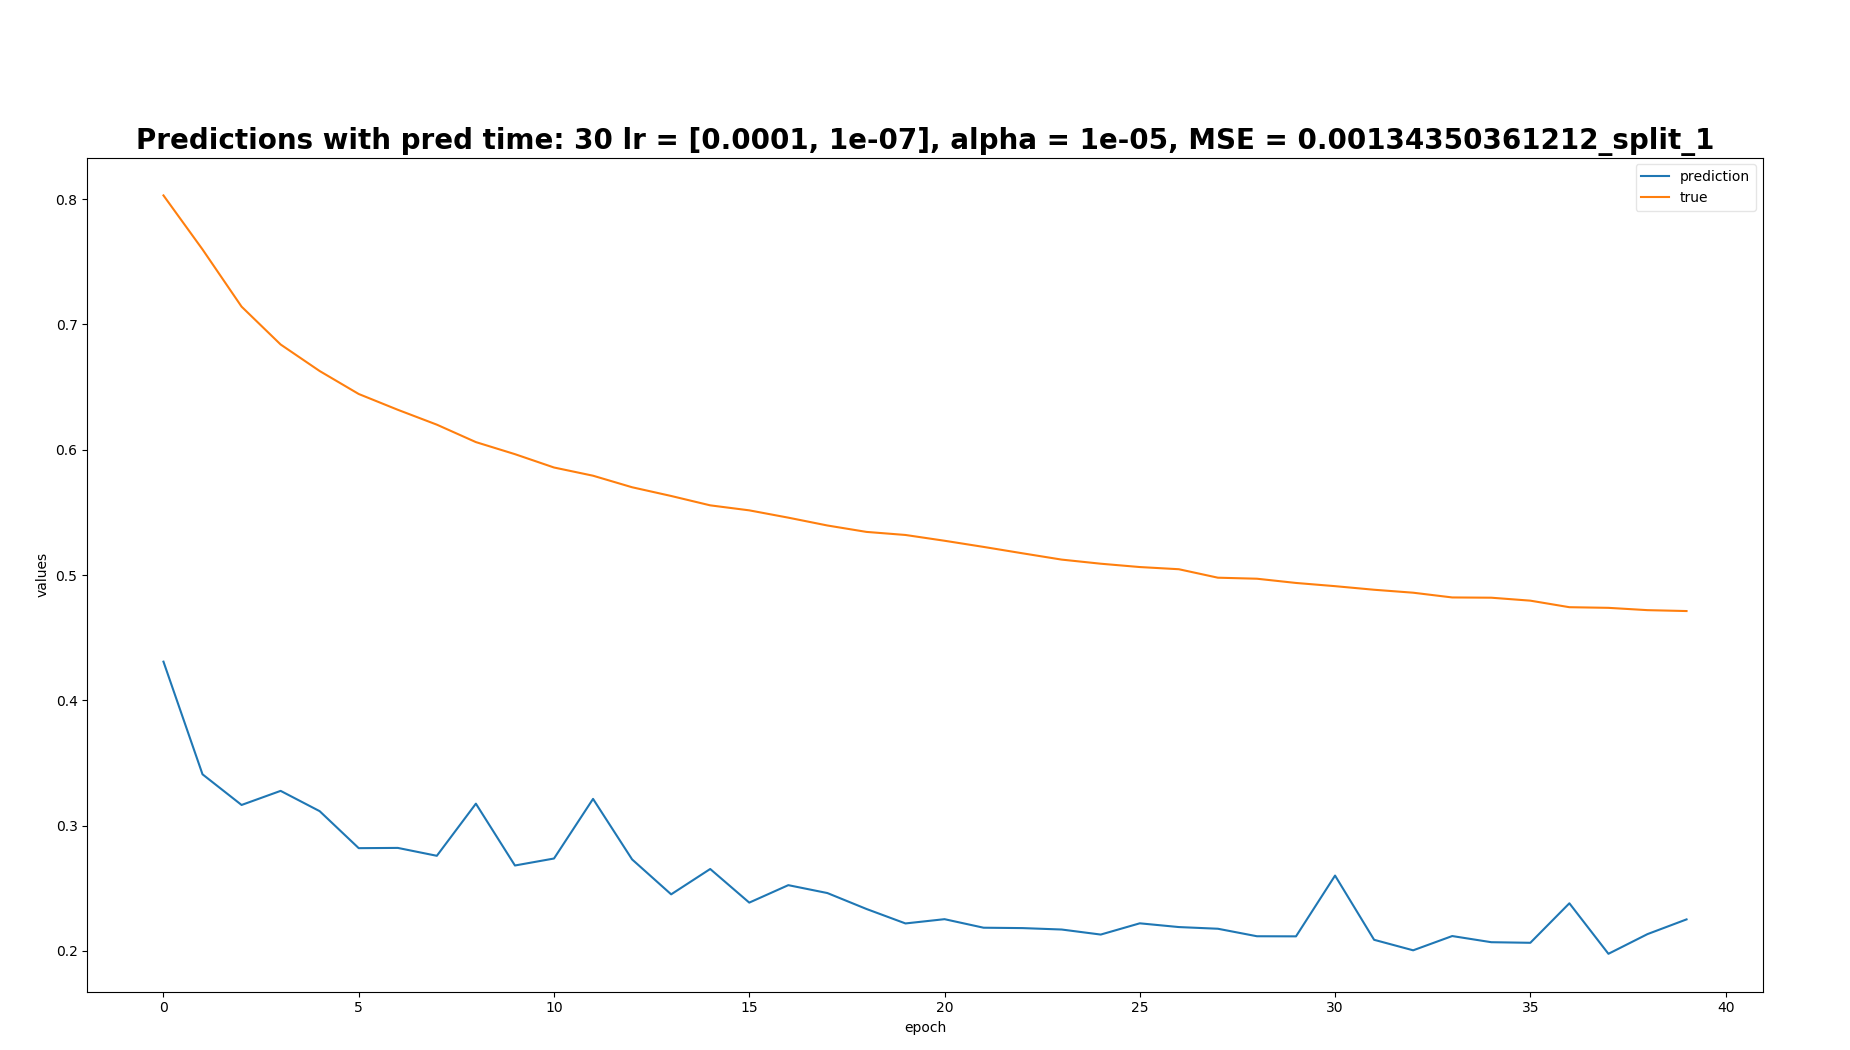 Predictions with pred time: 30 lr = [0.0001, 1e-07], alpha = 1e-05, MSE = 0.00134350361212_split_1
prediction
true
0.8
0.7
0.6
0.5
0.4
0.3
0.2
values
0 5 10 15 20 25 30 35 40
epoch